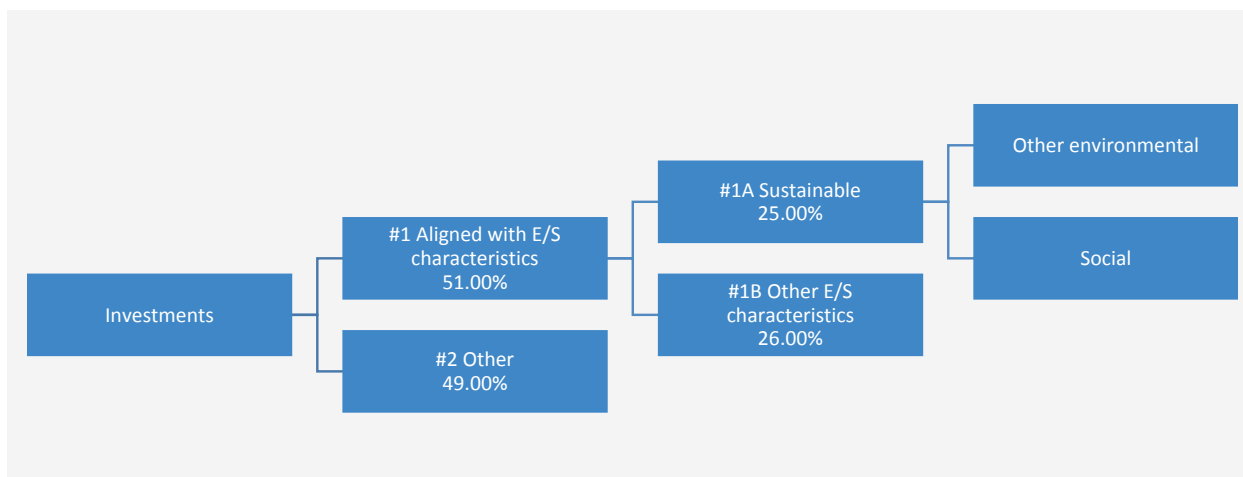 Investments
#1 Aligned with E/S
characteristics
51.00%
#2 Other
49.00%
#1A Sustainable
25.00%
#1B Other E/S
characteristics
26.00%
Other environmental
Social